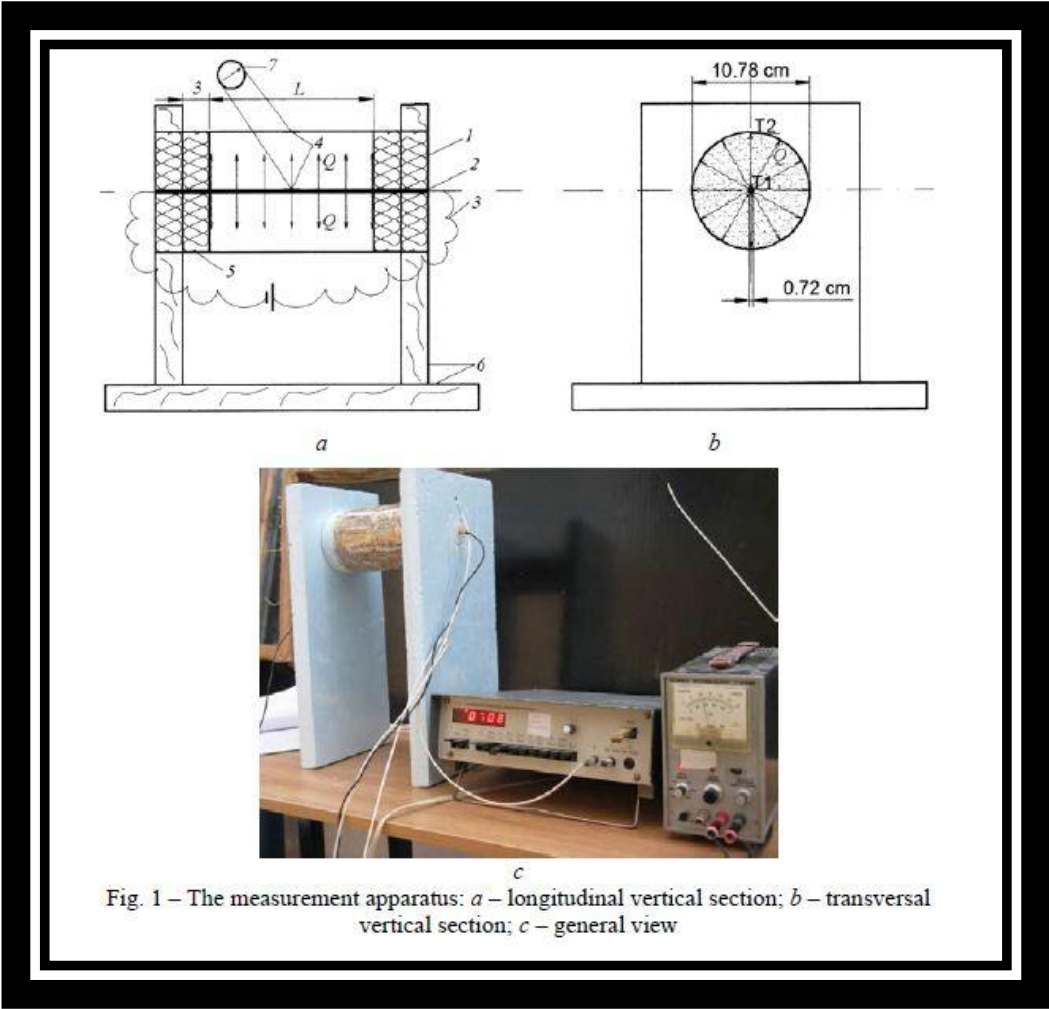 7
3
L
4
1
Q
2
3
Q
5
6
a
10.78 cm
T2
Q
T1
0.72 cm
b
0708
c
Fig. 1 – The measurement apparatus: a – longitudinal vertical section; b – transversal
vertical section; c – general view